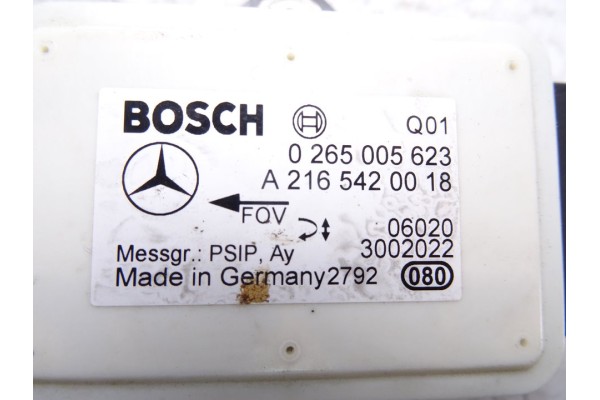 BOSCH Q01
0 265 005 623
A 216 542 00 18
FQV
06020
Messgr.: PSIP, Ay 3002022
Made in Germany2792 080